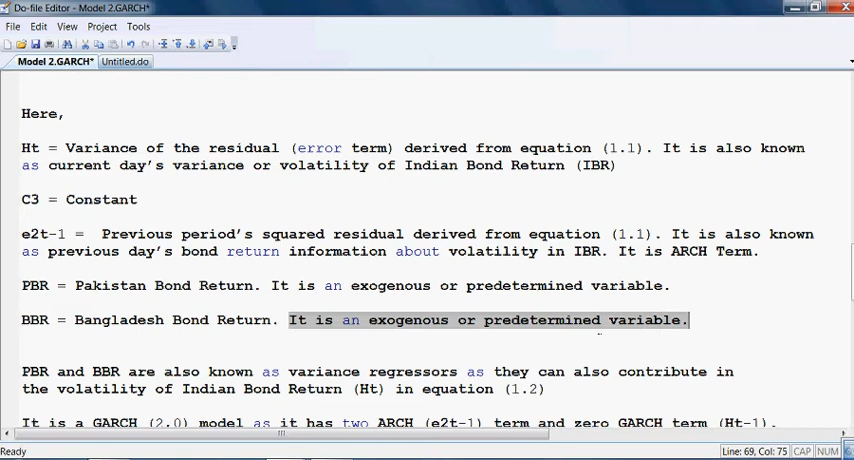 Do-file Editor - Model 2.GARCH*
File Edit View Project Tools
Model 2.GARCH* Untitled.do
Here,
Ht = Variance of the residual (error term) derived from equation (1.1). It is also known
as current day's variance or volatility of Indian Bond Return (IBR)
C3 = Constant
e2t-1 = Previous period's squared residual derived from equation (1.1). It is also known
as previous day's bond return information about volatility in IBR. It is ARCH Term.
PBR = Pakistan Bond Return. It is an exogenous or predetermined variable.
BBR = Bangladesh Bond Return. It is an exogenous or predetermined variable.
PBR and BBR are also known as variance regressors as they can also contribute in
the volatility of Indian Bond Return (Ht) in equation (1.2)
It is a GARCH (2,0) model as it has two ARCH (e2t-1) term and zero GARCH term (Ht-1).
Ready Line: 69, Col: 75 CAP NUM